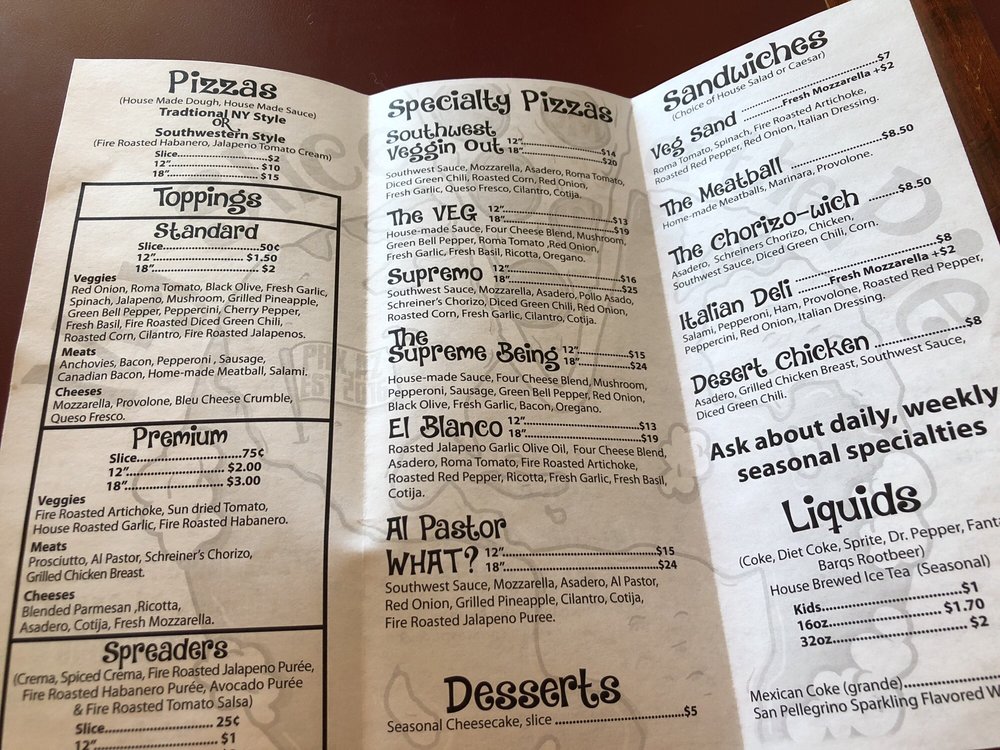 Pizzas
(House Made Dough, House Made Sauce)
Tradtional NY Style
OR
Southwestern Style
(Fire Roasted Habanero, Jalapeno Tomato Cream)
Slice...............................$2
12”...............................$10
18”...............................$15
Toppings
Standard
Slice...............................50¢
12”...............................$1.50
18”...............................$2
Veggies
Red Onion, Roma Tomato, Black Olive, Fresh Garlic,
Spinach, Jalapeno, Mushroom, Grilled Pineapple,
Green Bell Pepper, Peppercini, Cherry Pepper,
Fresh Basil, Fire Roasted Diced Green Chili,
Roasted Corn, Cilantro, Fire Roasted Jalapenos.
Meats
Anchovies, Bacon, Pepperoni , Sausage,
Canadian Bacon, Home-made Meatball, Salami.
Cheeses
Mozzarella, Provolone, Bleu Cheese Crumble,
Queso Fresco.
Premium
Slice...............................75¢
12”...............................$2.00
18”...............................$3.00
Veggies
Fire Roasted Artichoke, Sun dried Tomato,
House Roasted Garlic, Fire Roasted Habanero.
Meats
Prosciutto, Al Pastor, Schreiner's Chorizo,
Grilled Chicken Breast.
Cheeses
Blended Parmesan ,Ricotta,
Asadero, Cotija, Fresh Mozzarella.
Spreaders
(Crema, Spiced Crema, Fire Roasted Jalapeno Purée,
Fire Roasted Habanero Purée, Avocado Purée
& Fire Roasted Tomato Salsa)
Slice............................... 25¢
12”............................... $1
Specialty Pizzas
Southwest
Veggin Out 12”...............................$14
18”...............................$20
Southwest Sauce, Mozzarella, Asadero, Roma Tomato,
Diced Green Chili, Roasted Corn, Red Onion,
Fresh Garlic, Queso Fresco, Cilantro, Cotija.
The VEG 12”...............................$13
18”...............................$19
House-made Sauce, Four Cheese Blend, Mushroom,
Green Bell Pepper, Roma Tomato ,Red Onion,
Fresh Garlic, Fresh Basil, Ricotta, Oregano.
Supremo 12”...............................$16
18”...............................$25
Southwest Sauce, Mozzarella, Asadero, Pollo Asado,
Schreiner's Chorizo, Diced Green Chili, Red Onion,
Roasted Corn, Fresh Garlic, Cilantro, Cotija.
The
Supreme Being 12”...............................$15
18”...............................$24
House-made Sauce, Four Cheese Blend, Mushroom,
Pepperoni, Sausage, Green Bell Pepper, Red Onion,
Black Olive, Fresh Garlic, Bacon, Oregano.
El Blanco 12”...............................$13
18”...............................$19
Roasted Jalapeno Garlic Olive Oil, Four Cheese Blend,
Asadero, Roma Tomato, Fire Roasted Artichoke,
Roasted Red Pepper, Ricotta, Fresh Garlic, Fresh Basil,
Cotija.
Al Pastor
WHAT? 12”...............................$15
18”...............................$24
Southwest Sauce, Mozzarella, Asadero, Al Pastor,
Red Onion, Grilled Pineapple, Cilantro, Cotija,
Fire Roasted Jalapeno Puree.
Desserts
Seasonal Cheesecake, slice ...............................$5
Sandwiches
(Choice of House Salad or Caesar)
Veg Sand ...............................$7
Fresh Mozzarella +$2
Roma Tomato, Spinach, Fire Roasted Artichoke,
Roasted Red Pepper, Red Onion, Italian Dressing.
The Meatball ...............................$8.50
Home-made Meatballs, Marinara, Provolone.
The Chorizo-wich ..........$8.50
Asadero, Schreiners Chorizo, Chicken,
Southwest Sauce, Diced Green Chili, Corn.
Italian Deli ...............................$8
Fresh Mozzarella +$2
Salami, Pepperoni, Ham, Provolone, Roasted Red Pepper,
Peppercini, Red Onion, Italian Dressing.
Desert Chicken ...............................$8
Asadero, Grilled Chicken Breast, Southwest Sauce,
Diced Green Chili.
Ask about daily, weekly
seasonal specialties
Liquids
(Coke, Diet Coke, Sprite, Dr. Pepper, Fanta
Barqs Rootbeer)
House Brewed Ice Tea (Seasonal)
Kids...............................$1
16oz...............................$1.70
32oz............................... $2
Mexican Coke (grande)...............................
San Pellegrino Sparkling Flavored W